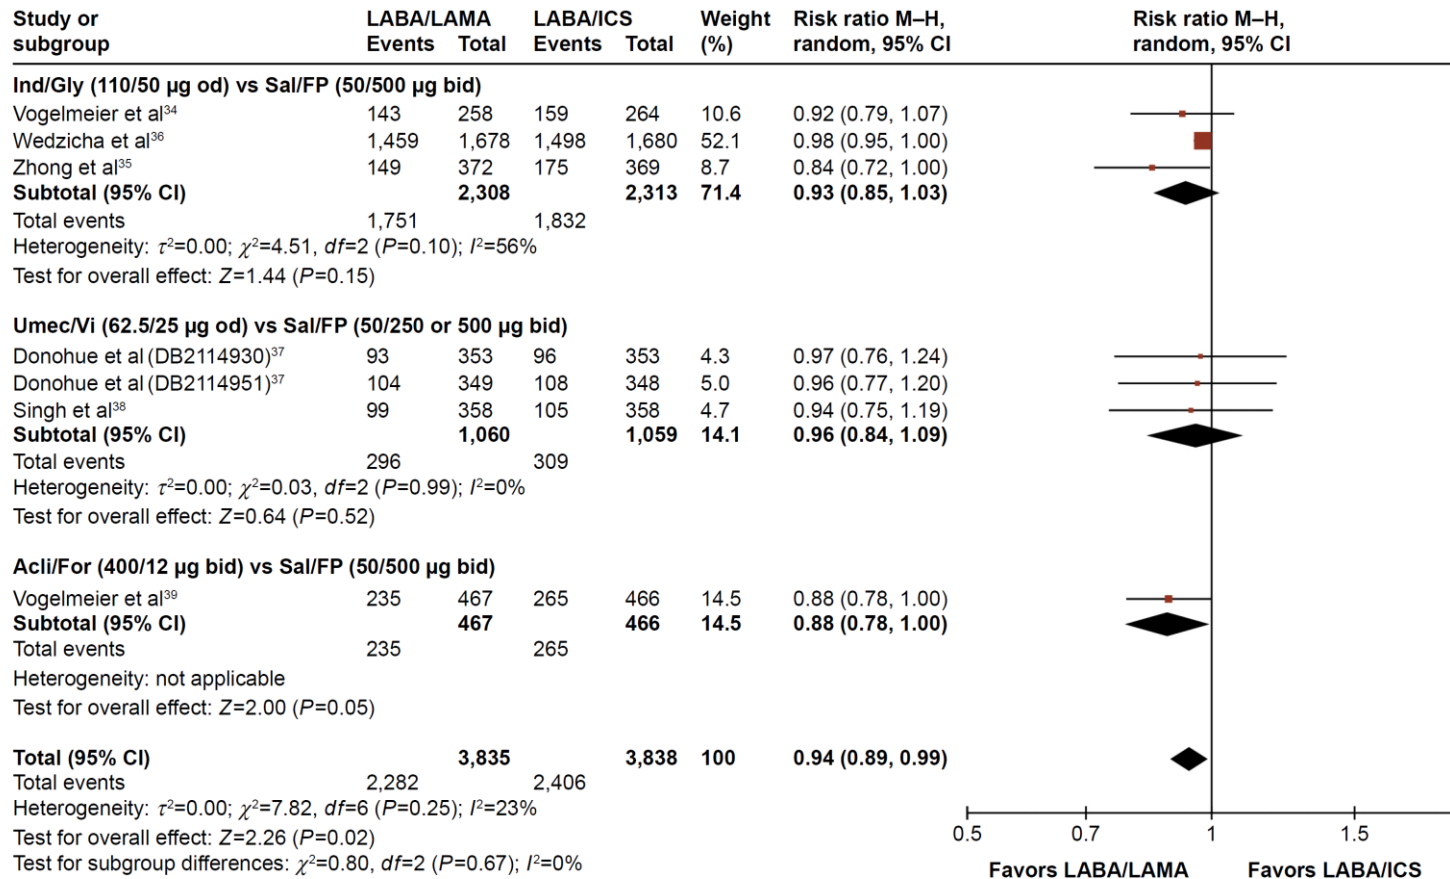 Study or subgroup LABA/LAMA Events Total LABA/ICS Events Total Weight (%) Risk ratio M–H, random, 95% CI Risk ratio M–H, random, 95% CI
Ind/Gly (110/50 µg od) vs Sal/FP (50/500 µg bid)
Vogelmeier et al³⁴ 143 258 159 264 10.6 0.92 (0.79, 1.07)
Wedzicha et al³⁶ 1,459 1,678 1,498 1,680 52.1 0.98 (0.95, 1.00)
Zhong et al³⁵ 149 372 175 369 8.7 0.84 (0.72, 1.00)
Subtotal (95% CI) 2,308 2,313 71.4 0.93 (0.85, 1.03)
Total events 1,751 1,832
Heterogeneity: τ²=0.00; χ²=4.51, df=2 (P=0.10); I²=56%
Test for overall effect: Z=1.44 (P=0.15)
Umec/Vi (62.5/25 µg od) vs Sal/FP (50/250 or 500 µg bid)
Donohue et al (DB2114930)³⁷ 93 353 96 353 4.3 0.97 (0.76, 1.24)
Donohue et al (DB2114951)³⁷ 104 349 108 348 5.0 0.96 (0.77, 1.20)
Singh et al³⁸ 99 358 105 358 4.7 0.94 (0.75, 1.19)
Subtotal (95% CI) 1,060 1,059 14.1 0.96 (0.84, 1.09)
Total events 296 309
Heterogeneity: τ²=0.00; χ²=0.03, df=2 (P=0.99); I²=0%
Test for overall effect: Z=0.64 (P=0.52)
Acli/For (400/12 µg bid) vs Sal/FP (50/500 µg bid)
Vogelmeier et al³⁹ 235 467 265 466 14.5 0.88 (0.78, 1.00)
Subtotal (95% CI) 467 466 14.5 0.88 (0.78, 1.00)
Total events 235 265
Heterogeneity: not applicable
Test for overall effect: Z=2.00 (P=0.05)
Total (95% CI) 3,835 3,838 100 0.94 (0.89, 0.99)
Total events 2,282 2,406
Heterogeneity: τ²=0.00; χ²=7.82, df=6 (P=0.25); I²=23%
Test for overall effect: Z=2.26 (P=0.02)
Test for subgroup differences: χ²=0.80, df=2 (P=0.67); I²=0%
0.5 0.7 1 1.5
Favors LABA/LAMA Favors LABA/ICS